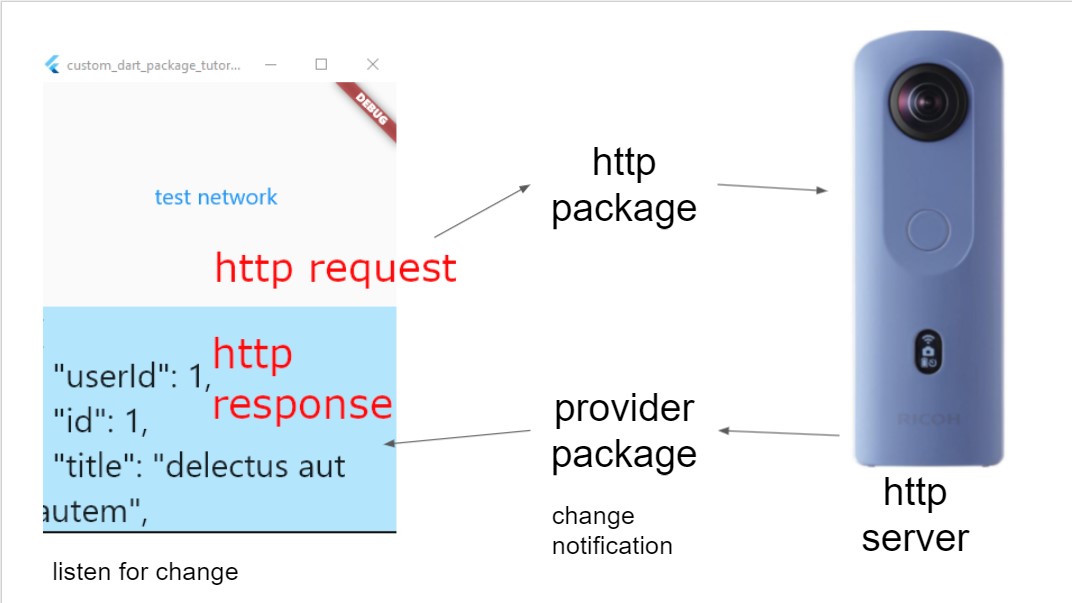 custom_dart_package_tutor...
DEBUG
test network
http request
http
package
http
response
"userId": 1,
"id": 1,
"title": "delectus aut
autem",
provider
package
change
notification
listen for change
RICOH
http
server